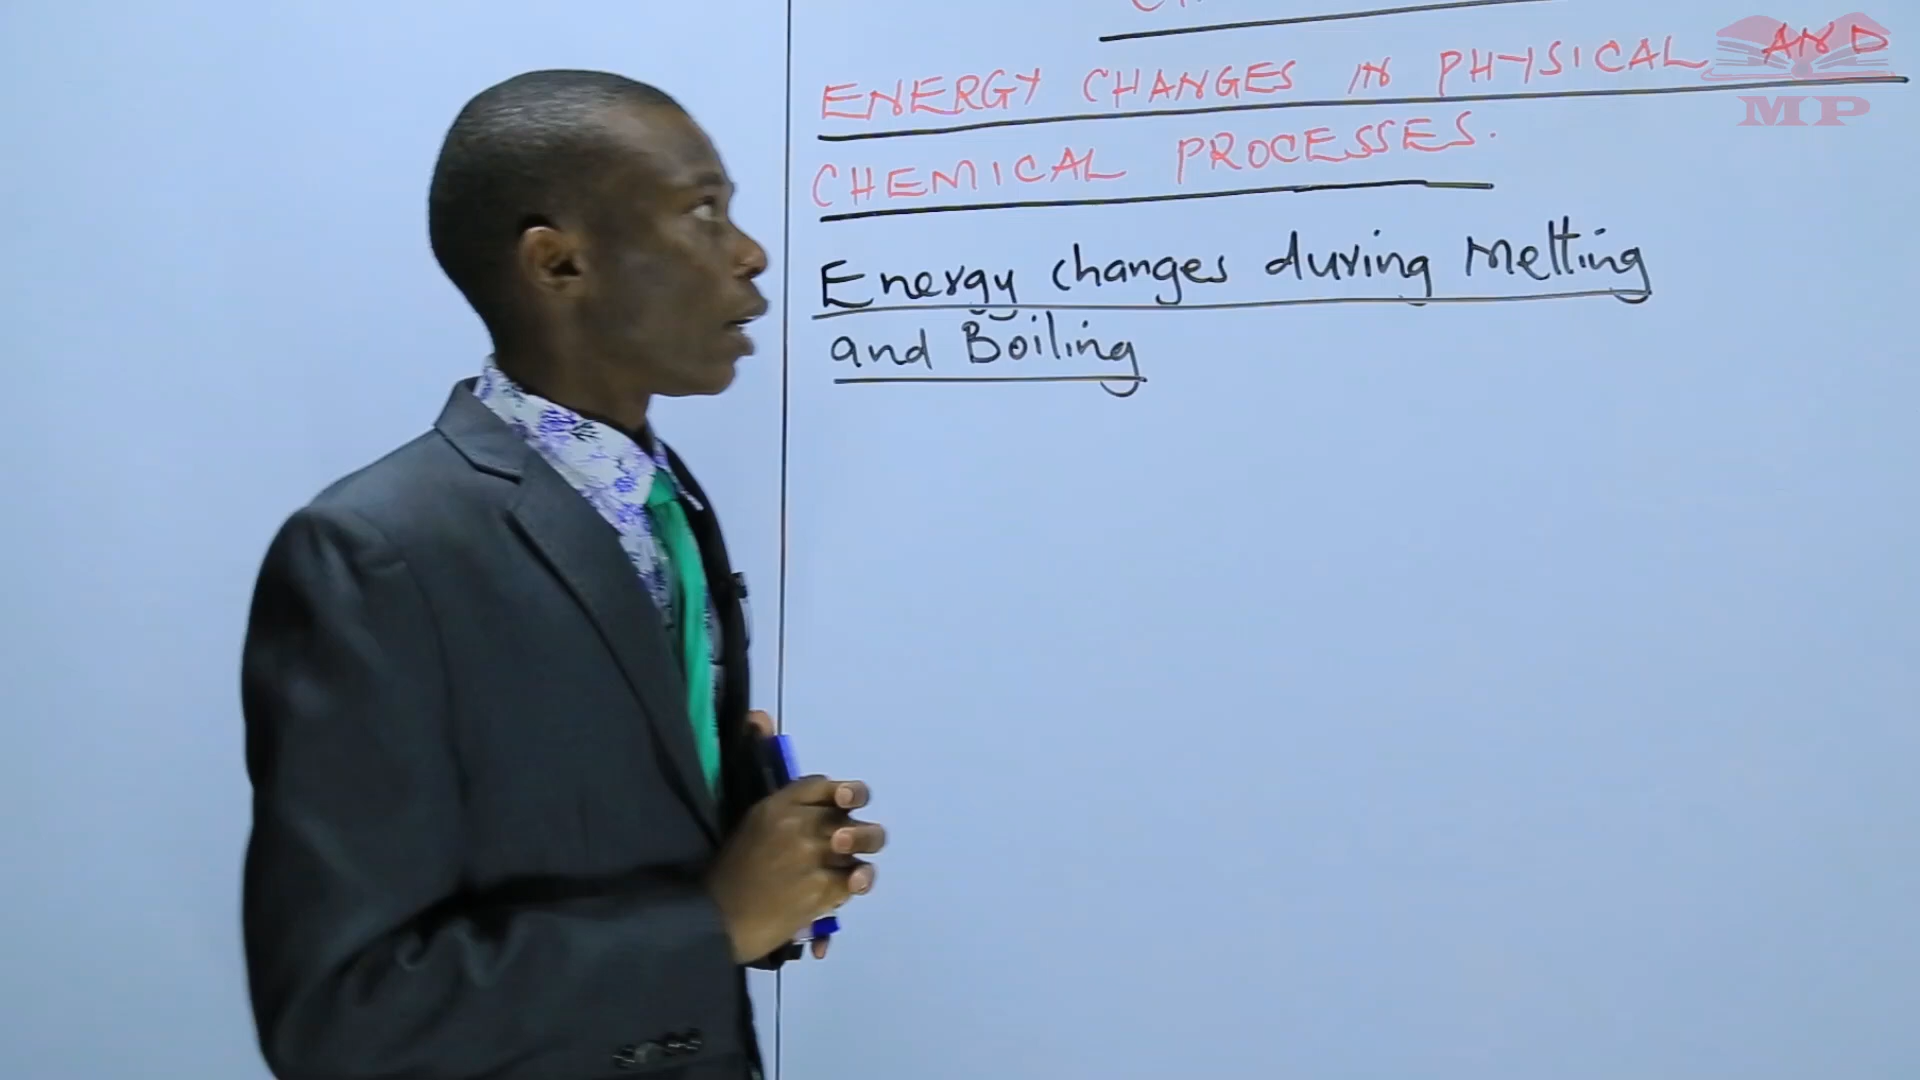 ENERGY CHANGES IN PHYSICAL AND
CHEMICAL PROCESSES.
Energy changes during Melting
and Boiling
MP